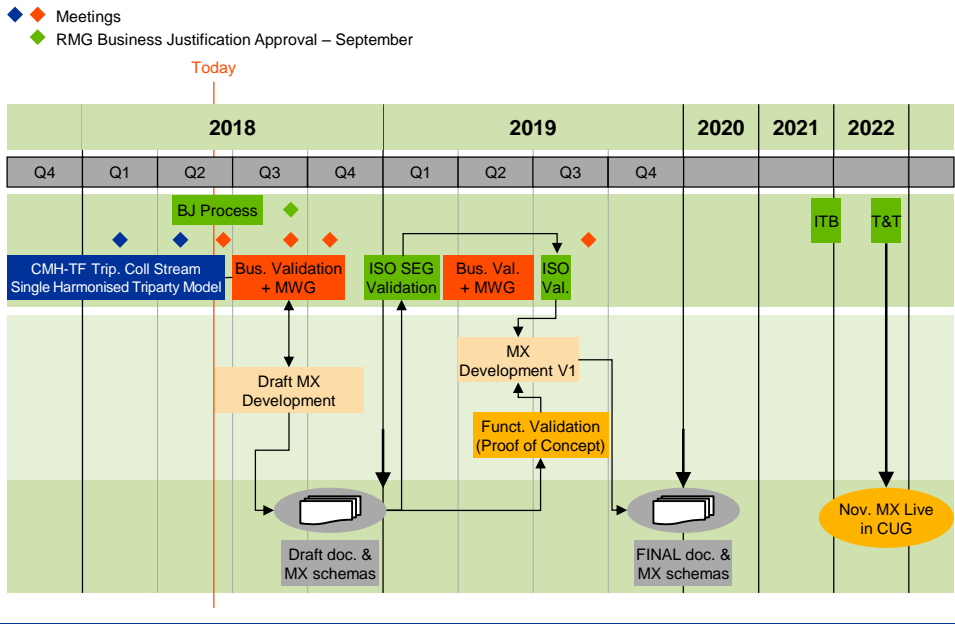 Meetings
RMG Business Justification Approval – September
Today
2018
2019
2020
2021
2022
Q4
Q1
Q2
Q3
Q4
Q1
Q2
Q3
Q4
BJ Process
ITB
T&T
CMH-TF Trip. Coll Stream
Single Harmonised Triparty Model
Bus. Validation
+ MWG
ISO SEG
Validation
Bus. Val.
+ MWG
ISO
Val.
MX
Development V1
Draft MX
Development
Funct. Validation
(Proof of Concept)
Nov. MX Live
in CUG
Draft doc. &
MX schemas
FINAL doc. &
MX schemas